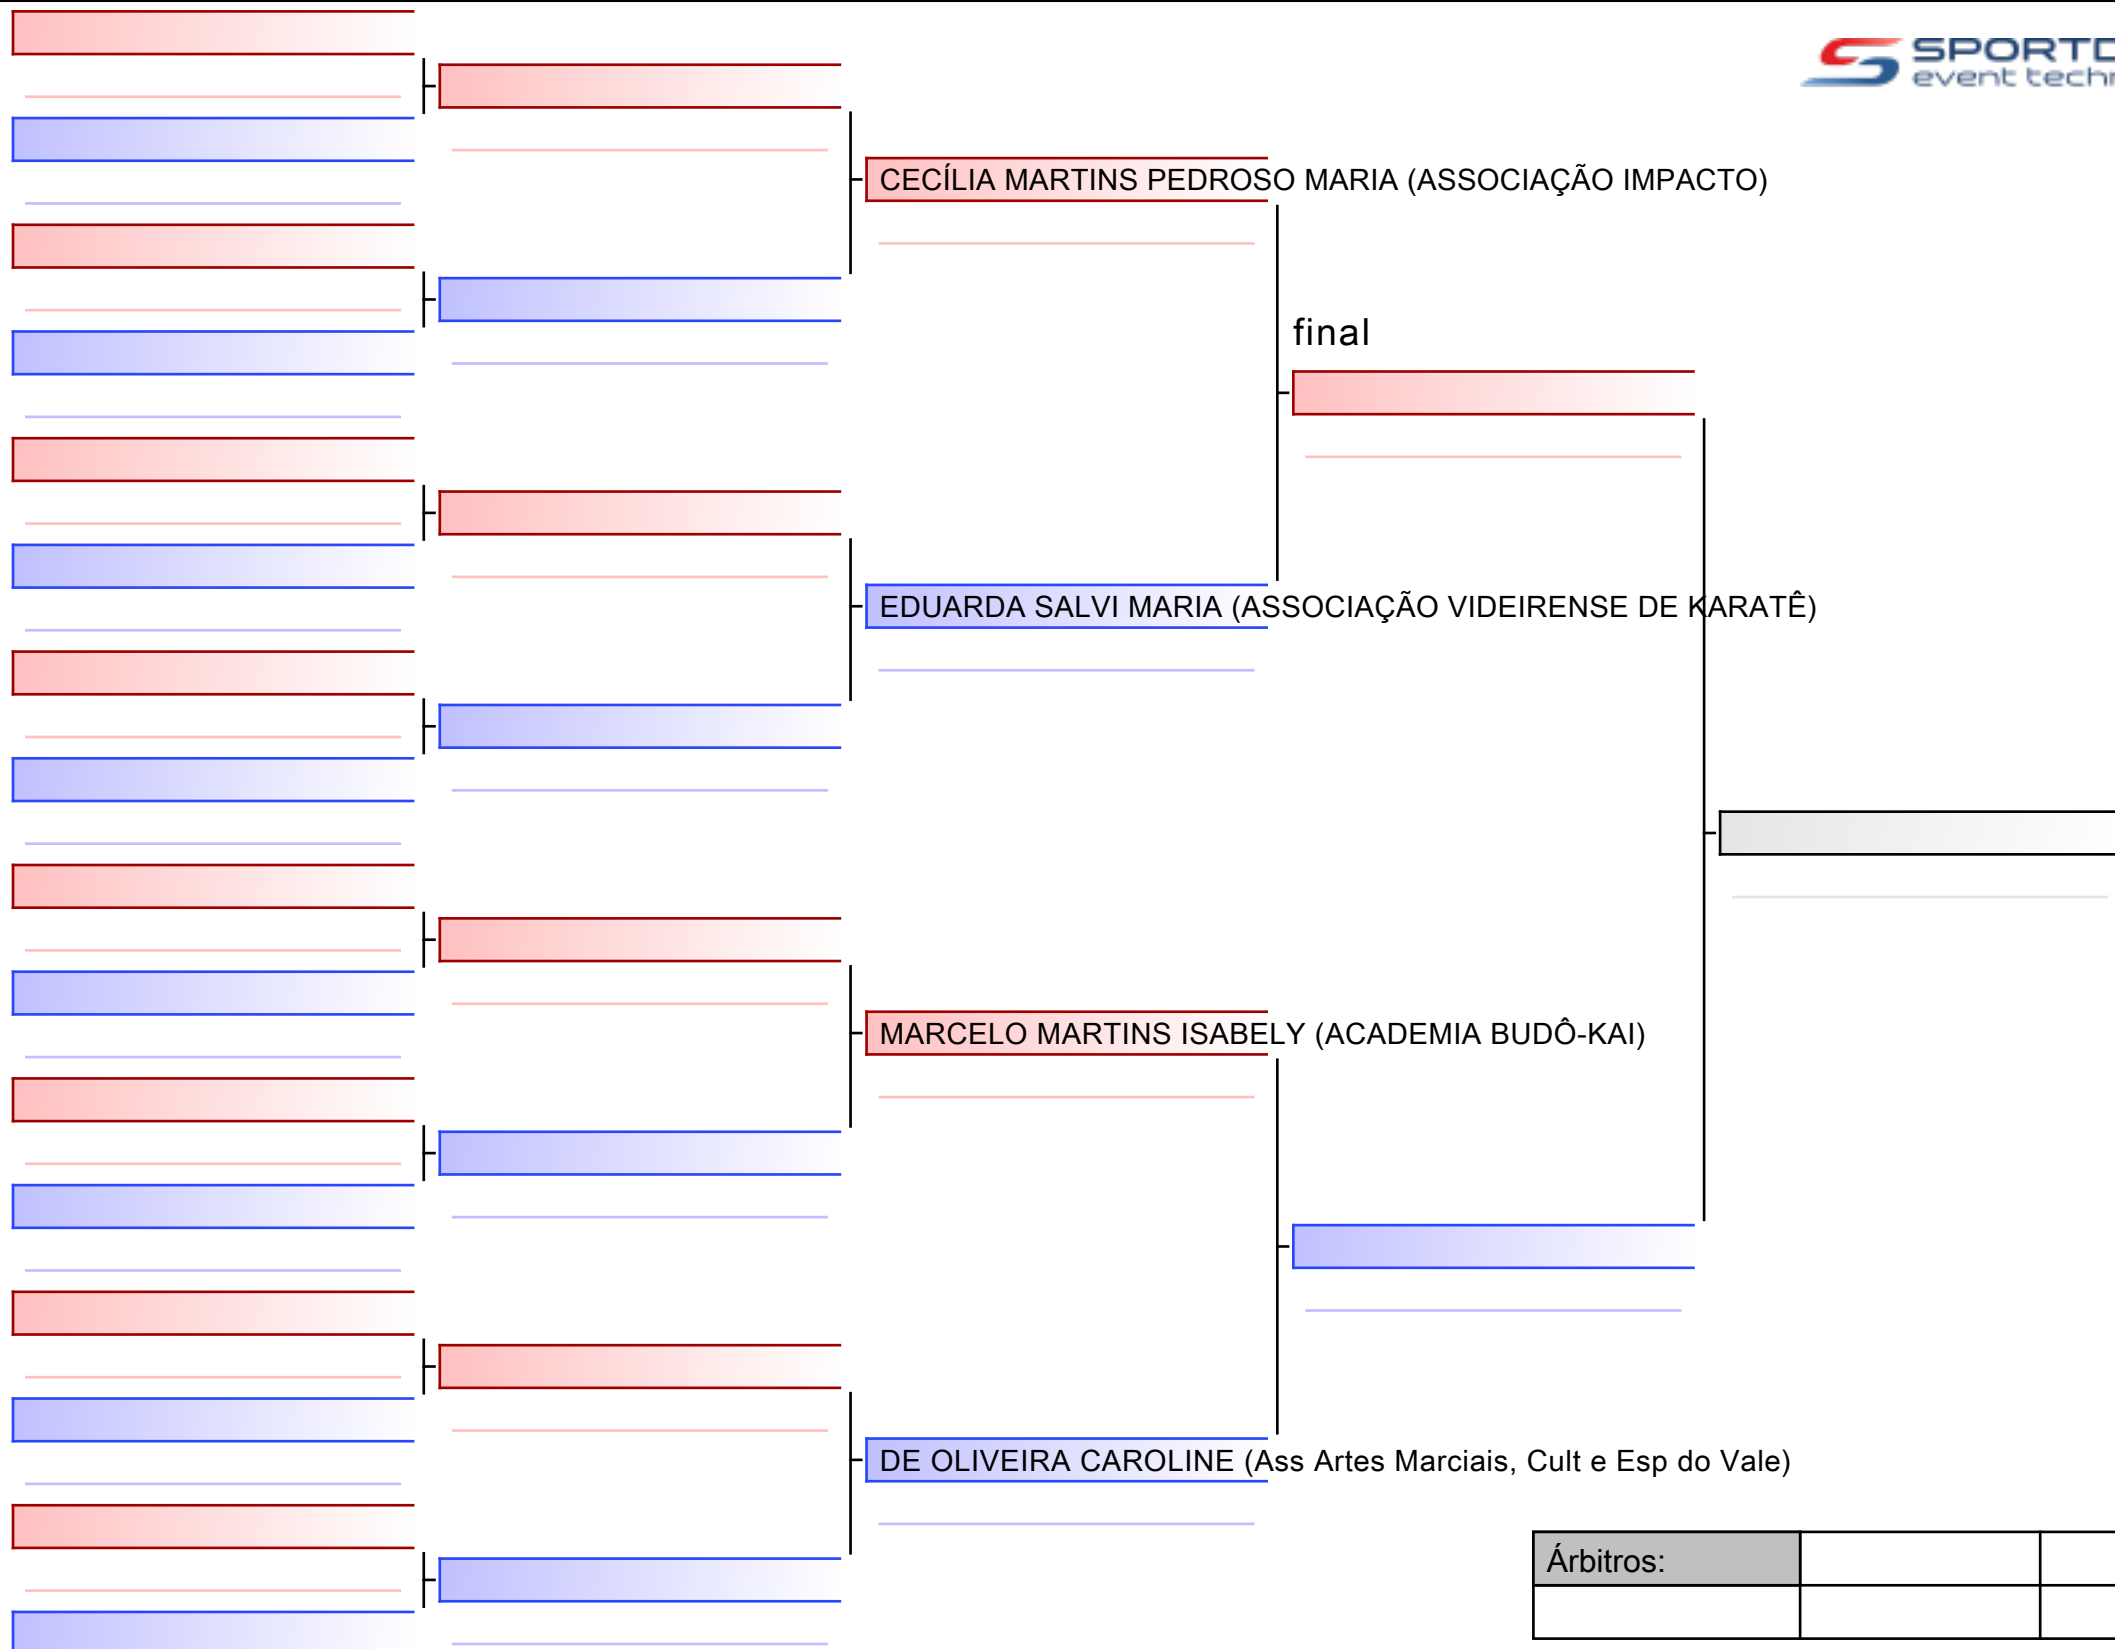 SPORTD
event techn
CECÍLIA MARTINS PEDROSO MARIA (ASSOCIAÇÃO IMPACTO)
final
EDUARDA SALVI MARIA (ASSOCIAÇÃO VIDEIRENSE DE KARATÊ)
MARCELO MARTINS ISABELY (ACADEMIA BUDÔ-KAI)
DE OLIVEIRA CAROLINE (Ass Artes Marciais, Cult e Esp do Vale)
Árbitros: